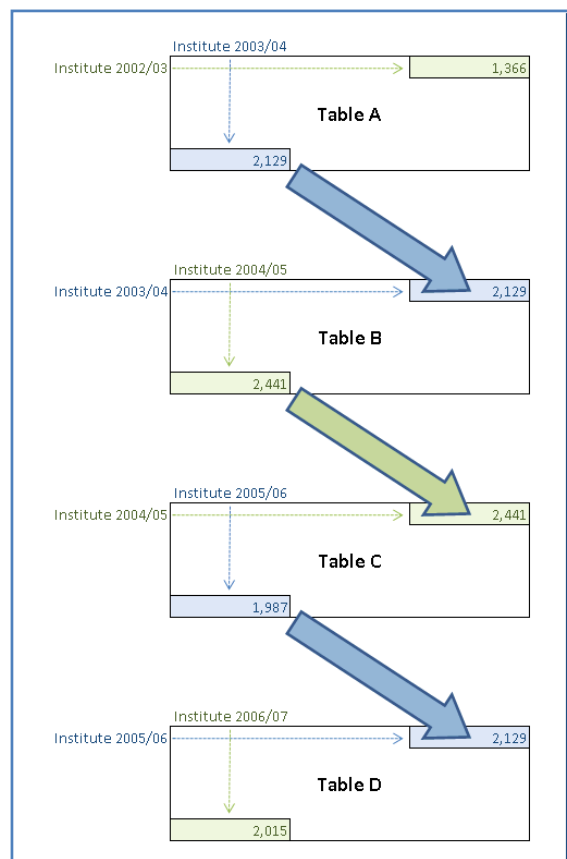 Institute 2003/04
Institute 2002/03
1,366
Table A
2,129
Institute 2004/05
Institute 2003/04
2,129
Table B
2,441
Institute 2005/06
Institute 2004/05
2,441
Table C
1,987
Institute 2006/07
Institute 2005/06
2,129
Table D
2,015